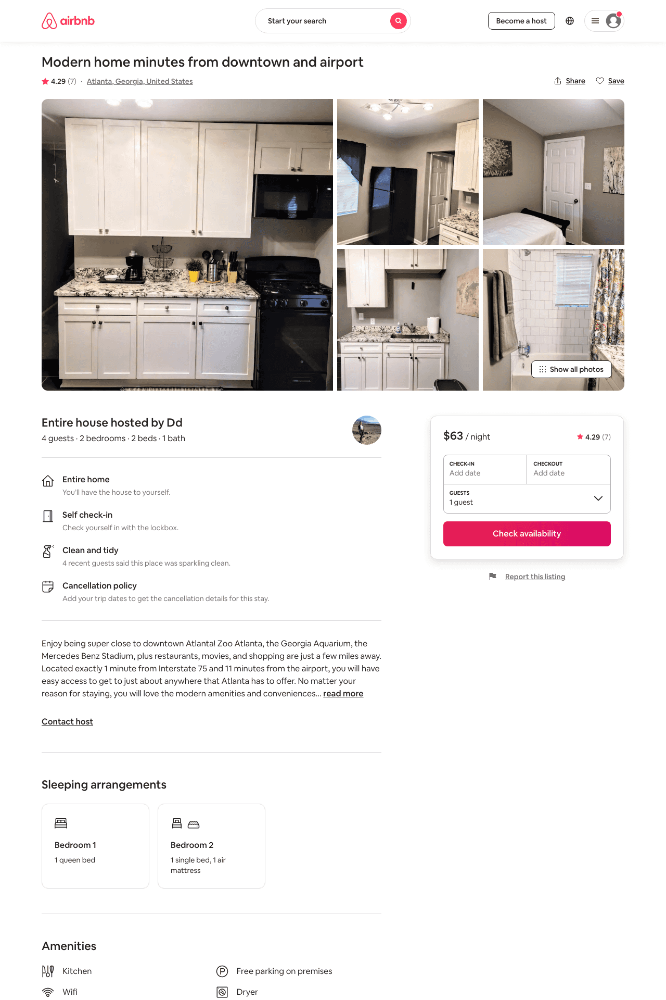 airbnb
Start your search
Become a host
Modern home minutes from downtown and airport
4.29 (7) · Atlanta, Georgia, United States
Share
Save
Show all photos
Entire house hosted by Dd
4 guests · 2 bedrooms · 2 beds · 1 bath
Entire home
You’ll have the house to yourself.
Self check-in
Check yourself in with the lockbox.
Clean and tidy
4 recent guests said this place was sparkling clean.
Cancellation policy
Add your trip dates to get the cancellation details for this stay.
$63 / night
4.29 (7)
CHECK-IN
Add date
CHECKOUT
Add date
GUESTS
1 guest
Check availability
Report this listing
Enjoy being super close to downtown Atlanta! Zoo Atlanta, the Georgia Aquarium, the
Mercedes Benz Stadium, plus restaurants, movies, and shopping are just a few miles away.
Located exactly 1 minute from Interstate 75 and 11 minutes from the airport, you will have
easy access to get to just about anywhere that Atlanta has to offer. No matter your
reason for staying, you will love the modern amenities and conveniences... read more
Contact host
Sleeping arrangements
Bedroom 1
1 queen bed
Bedroom 2
1 single bed, 1 air
mattress
Amenities
Kitchen
Free parking on premises
Wifi
Dryer